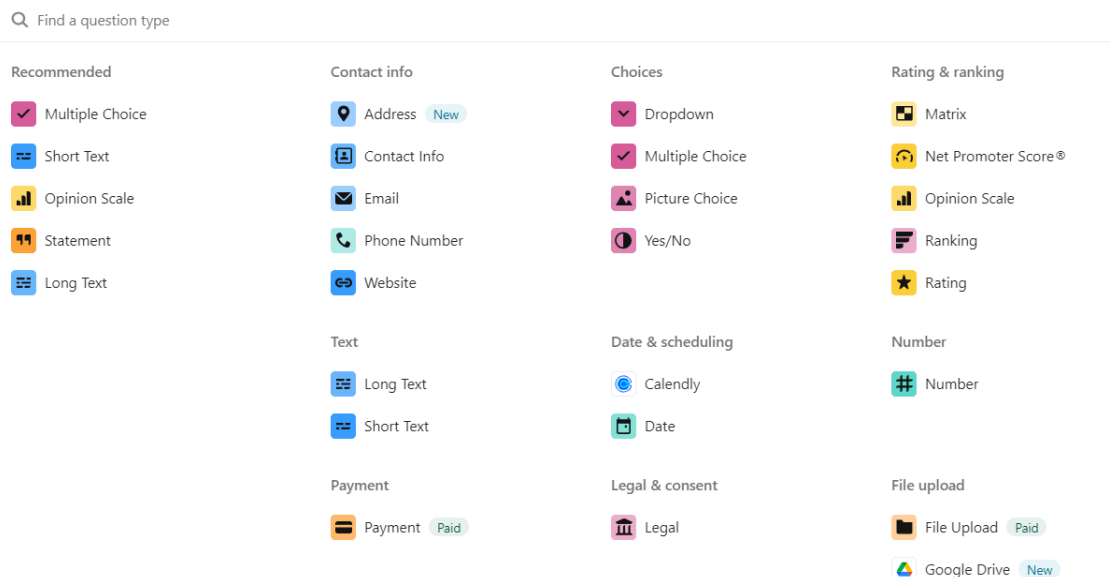 Find a question type
Recommended
Multiple Choice
Short Text
Opinion Scale
Statement
Long Text
Contact info
Address New
Contact Info
Email
Phone Number
Website
Choices
Dropdown
Multiple Choice
Picture Choice
Yes/No
Rating & ranking
Matrix
Net Promoter Score®
Opinion Scale
Ranking
Rating
Text
Long Text
Short Text
Date & scheduling
Calendly
Date
Number
Number
Payment
Payment Paid
Legal & consent
Legal
File upload
File Upload Paid
Google Drive New